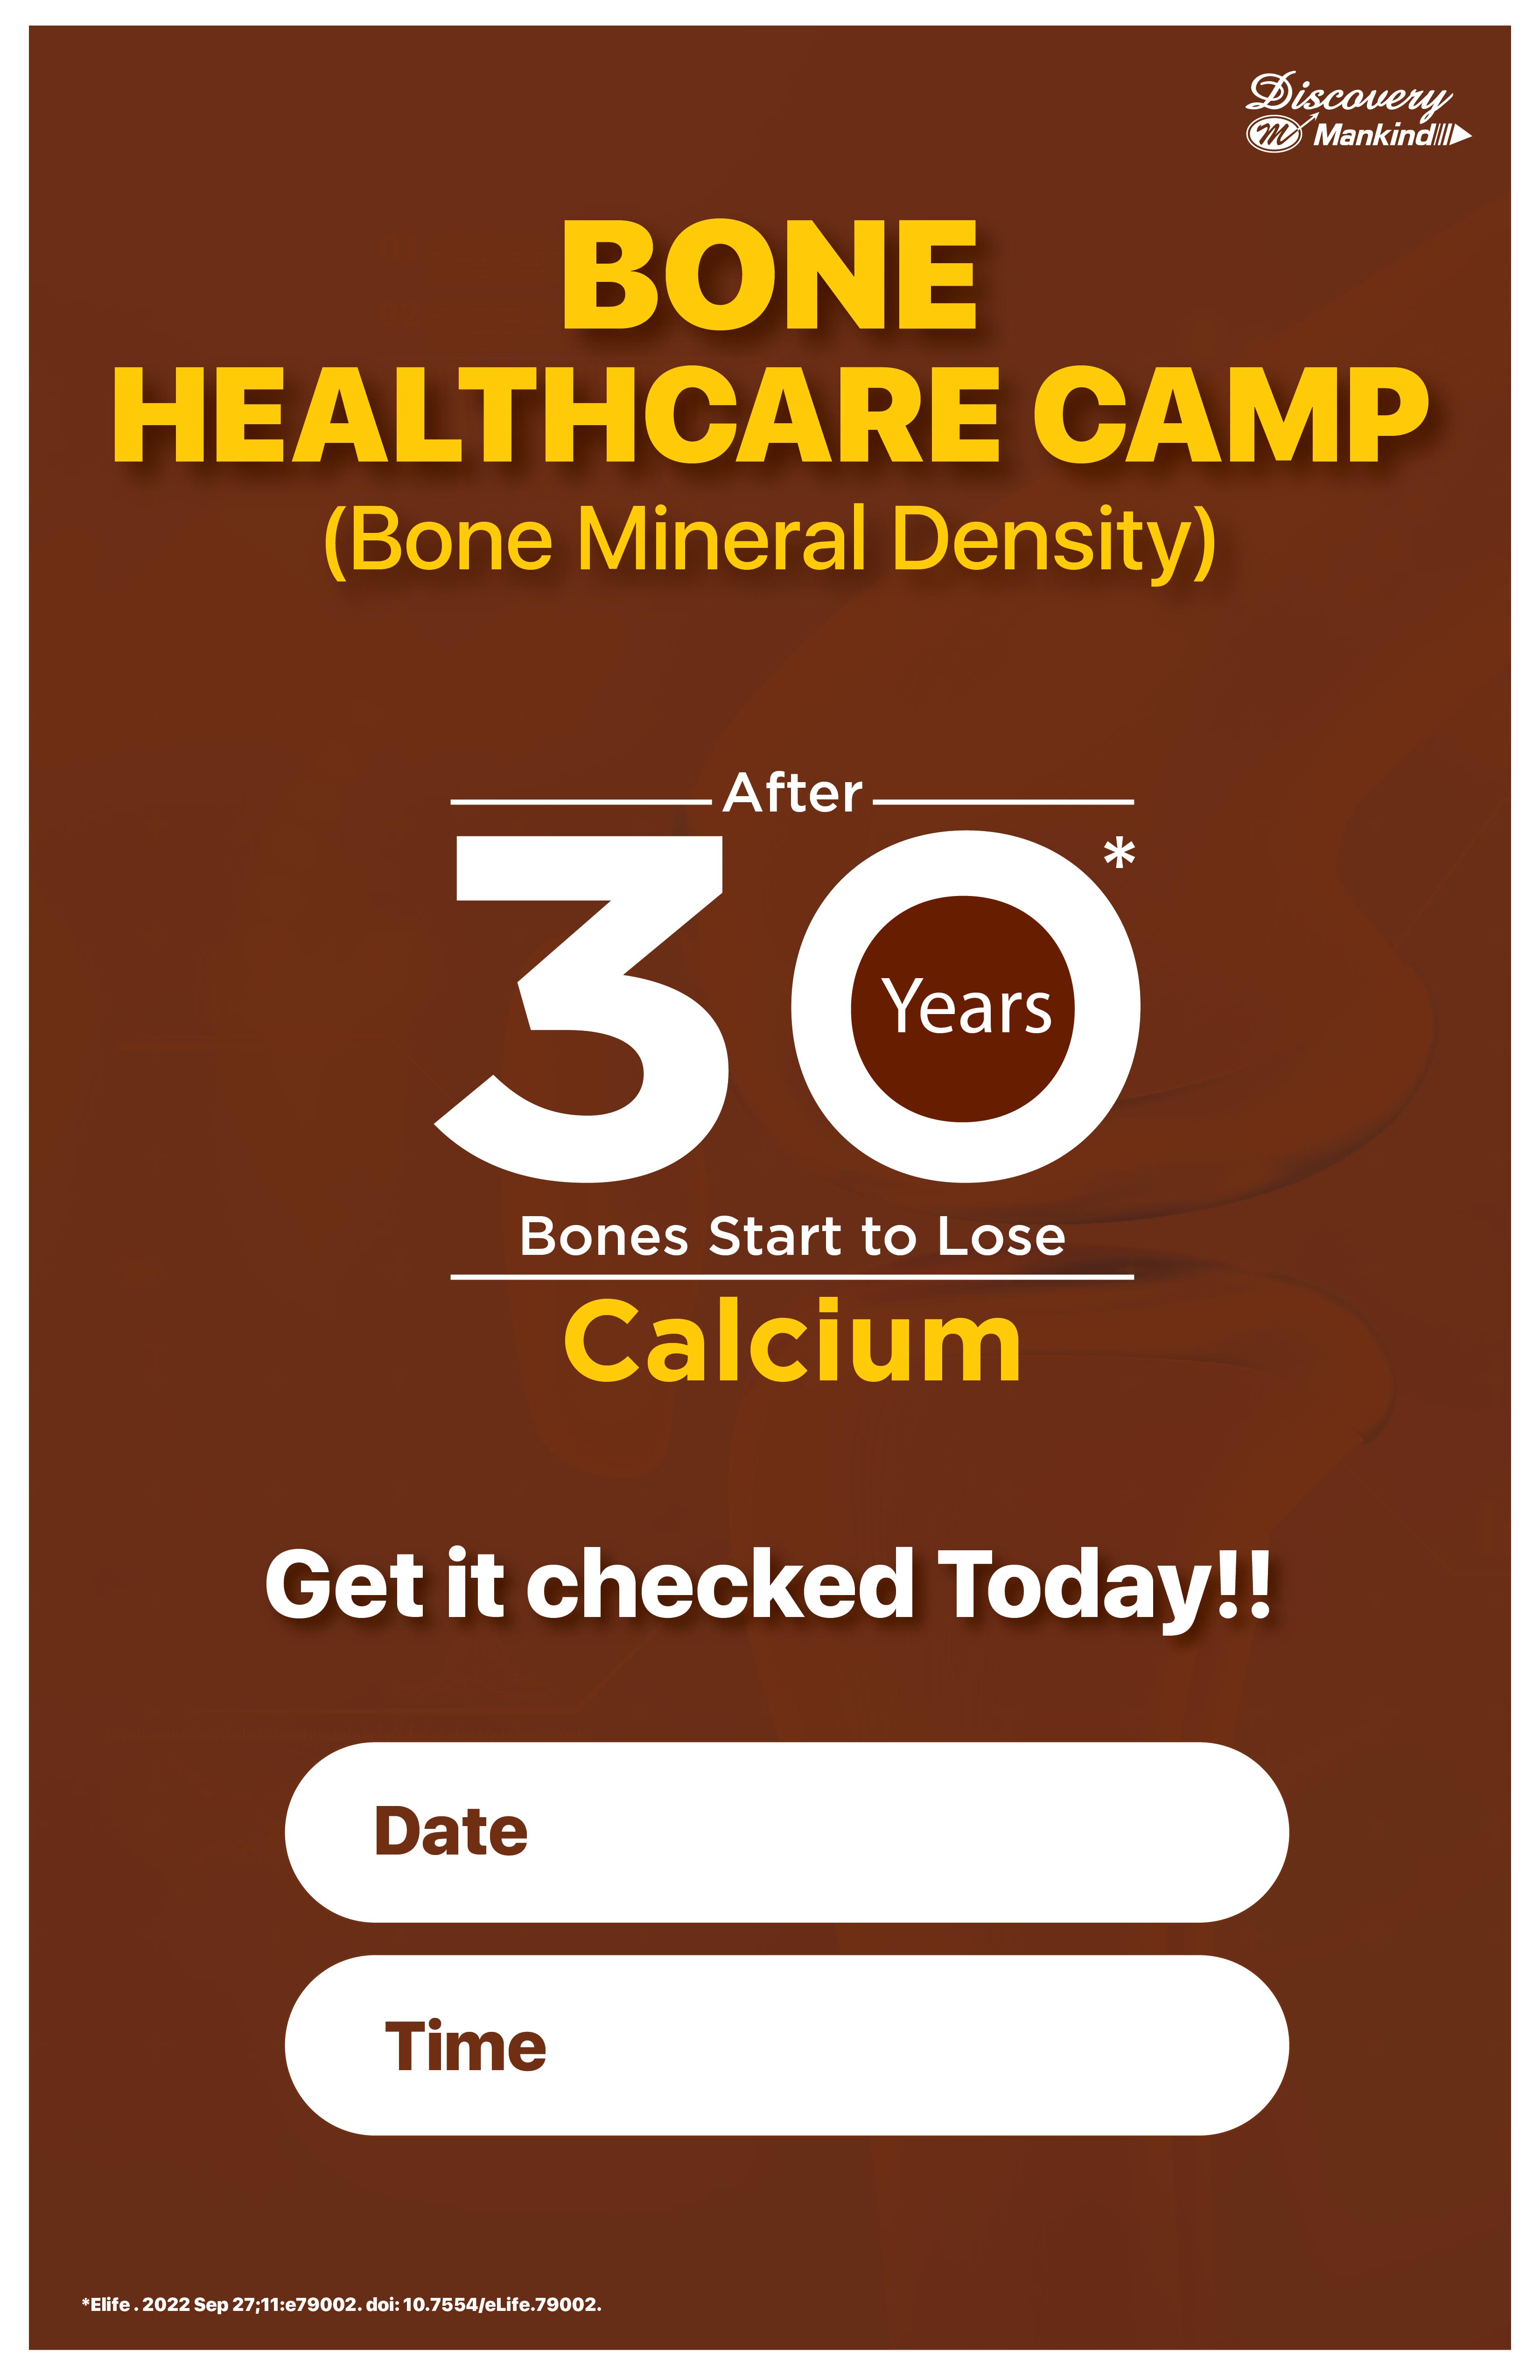 Discovery
M Mankind
BONE
HEALTHCARE CAMP
(Bone Mineral Density)
After
30*
Years
Bones Start to Lose
Calcium
Get it checked Today!!
Date
Time
*Elife . 2022 Sep 27;11:e79002. doi: 10.7554/eLife.79002.